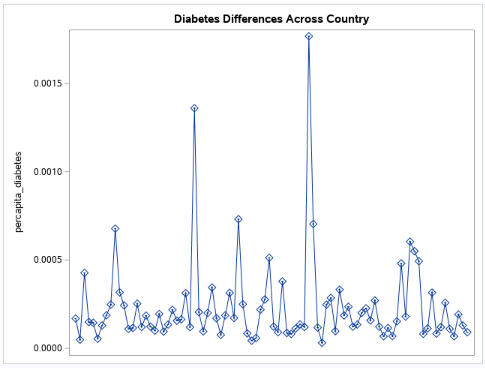 Diabetes Differences Across Country
0.0015
0.0010
0.0005
0.0000
percapita_diabetes